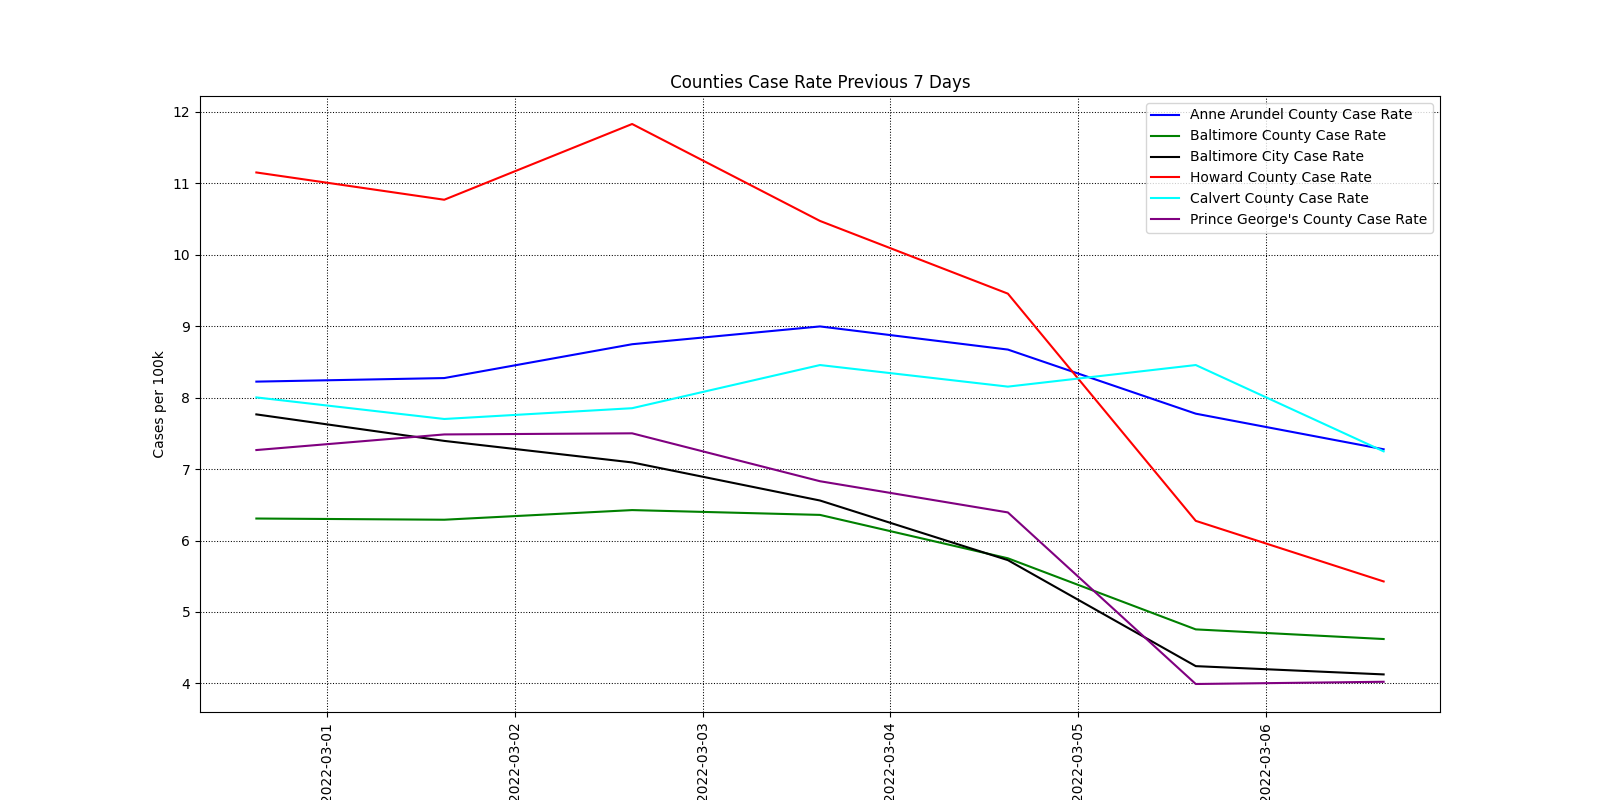 Counties Case Rate Previous 7 Days
12
11
10
9
8
7
6
5
4
Cases per 100k
Anne Arundel County Case Rate
Baltimore County Case Rate
Baltimore City Case Rate
Howard County Case Rate
Calvert County Case Rate
Prince George's County Case Rate
2022-03-01
2022-03-02
2022-03-03
2022-03-04
2022-03-05
2022-03-06